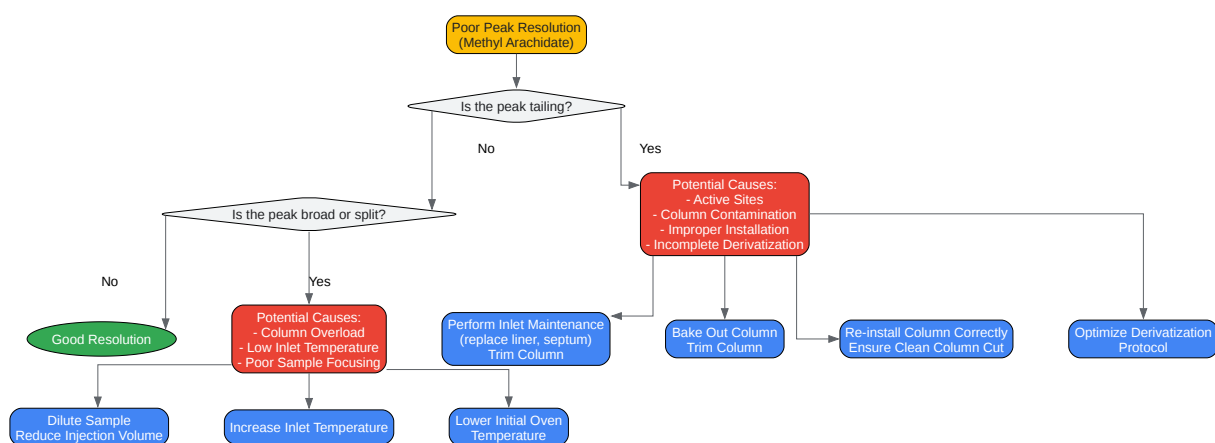 Poor Peak Resolution
(Methyl Arachidate)
Is the peak tailing?
No
Yes
Potential Causes:
- Active Sites
- Column Contamination
- Improper Installation
- Incomplete Derivatization
Is the peak broad or split?
No
Yes
Good Resolution
Potential Causes:
- Column Overload
- Low Inlet Temperature
- Poor Sample Focusing
Perform Inlet Maintenance
(replace liner, septum)
Trim Column
Bake Out Column
Trim Column
Re-install Column Correctly
Ensure Clean Column Cut
Optimize Derivatization
Protocol
Dilute Sample
Reduce Injection Volume
Increase Inlet Temperature
Lower Initial Oven
Temperature